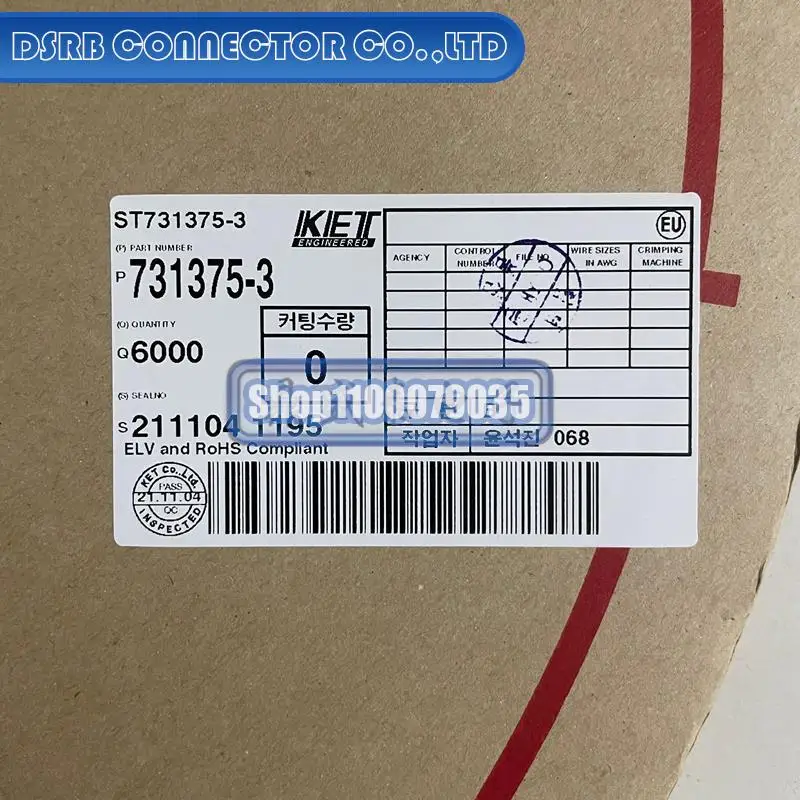 DSRB CONNECTOR CO.,LTD
ST731375-3
KET
ENGINEERED
EU
(P) PART NUMBER
P731375-3
AGENCY
CONTROL NUMBER
FILE NO
WIRE SIZES IN AWG
CRIMPING MACHINE
(Q) QUANTITY
Q6000
커팅수량
0
(S) SEALNO
S211104 1195
Shop1100079035
작업자
윤석진 068
ELV and RoHS Compliant
KET Co.,Ltd.
PASS
21.11.04
QC
INSPECTED